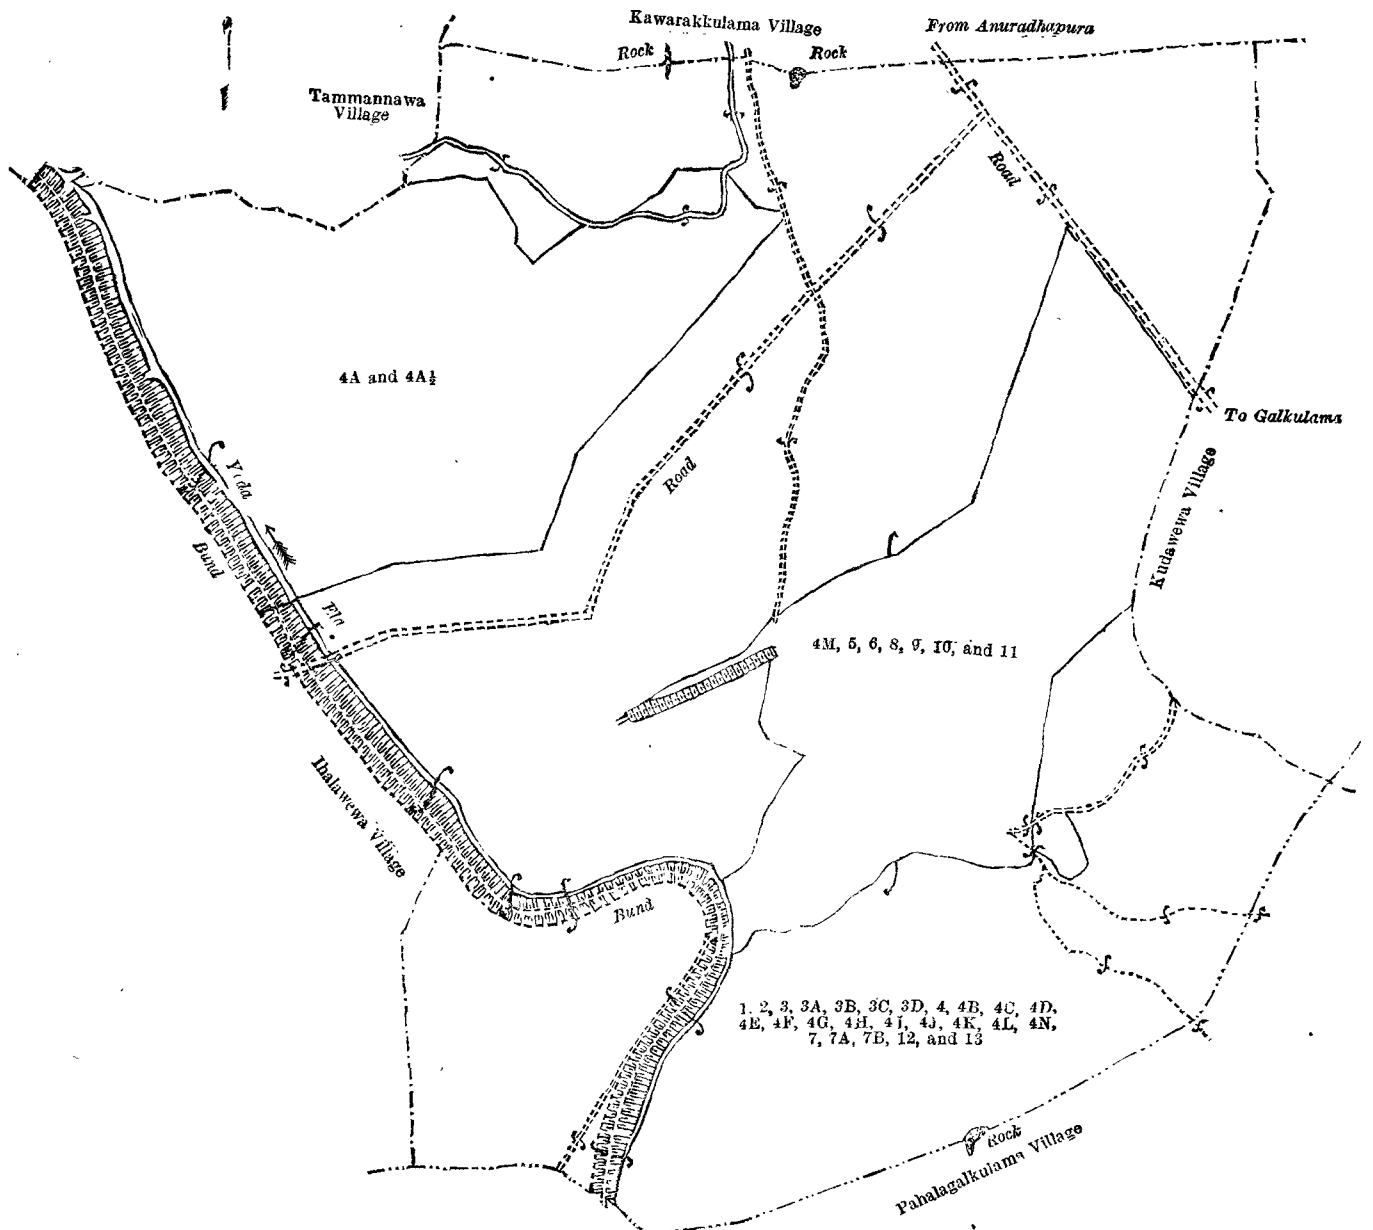 Kawarakkulama Village
From Anuradhapura
Rock
Rock
Tammannawa
Village
Road
4A and 4A½
To Galkulama
Road
Yoda
Kudawewa Village
Bund
Ela
4M, 5, 6, 8, 9, 10, and 11
Ihalawewa Village
Bund
1, 2, 3, 3A, 3B, 3C, 3D, 4, 4B, 4C, 4D,
4E, 4F, 4G, 4H, 4I, 4J, 4K, 4L, 4N,
7, 7A, 7B, 12, and 13
Rock
Pahalagalkulama Village